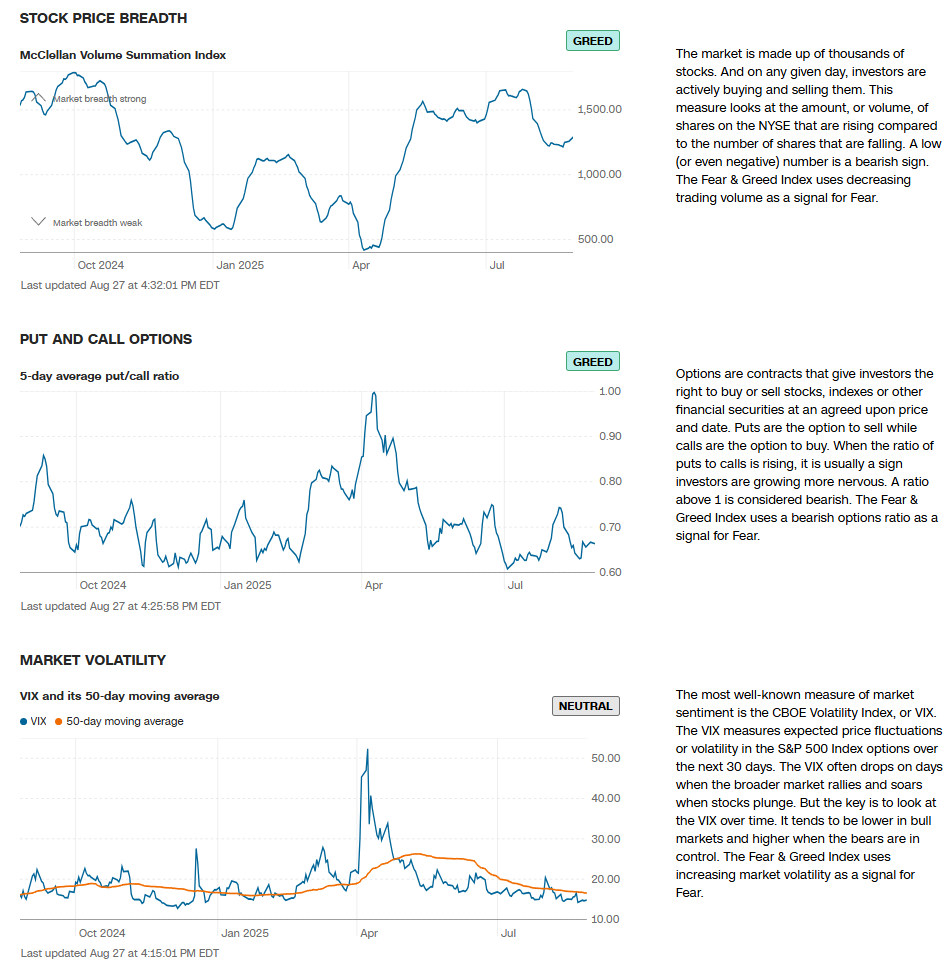 STOCK PRICE BREADTH
GREED
McClellan Volume Summation Index
The market is made up of thousands of
stocks. And on any given day, investors are
actively buying and selling them. This
measure looks at the amount, or volume, of
shares on the NYSE that are rising compared
to the number of shares that are falling. A low
(or even negative) number is a bearish sign.
The Fear & Greed Index uses decreasing
trading volume as a signal for Fear.
Market breadth strong
1,500.00
1,000.00
Market breadth weak
500.00
Oct 2024
Jan 2025
Apr
Jul
Last updated Aug 27 at 4:32:01 PM EDT
PUT AND CALL OPTIONS
GREED
5-day average put/call ratio
Options are contracts that give investors the
right to buy or sell stocks, indexes or other
financial securities at an agreed upon price
and date. Puts are the option to sell while
calls are the option to buy. When the ratio of
puts to calls is rising, it is usually a sign
investors are growing more nervous. A ratio
above 1 is considered bearish. The Fear &
Greed Index uses a bearish options ratio as a
signal for Fear.
1.00
0.90
0.80
0.70
0.60
Oct 2024
Jan 2025
Apr
Jul
Last updated Aug 27 at 4:25:58 PM EDT
MARKET VOLATILITY
VIX and its 50-day moving average
NEUTRAL
VIX
50-day moving average
The most well-known measure of market
sentiment is the CBOE Volatility Index, or VIX.
The VIX measures expected price fluctuations
or volatility in the S&P 500 Index options over
the next 30 days. The VIX often drops on days
when the broader market rallies and soars
when stocks plunge. But the key is to look at
the VIX over time. It tends to be lower in bull
markets and higher when the bears are in
control. The Fear & Greed Index uses
increasing market volatility as a signal for
Fear.
50.00
40.00
30.00
20.00
10.00
Oct 2024
Jan 2025
Apr
Jul
Last updated Aug 27 at 4:15:01 PM EDT